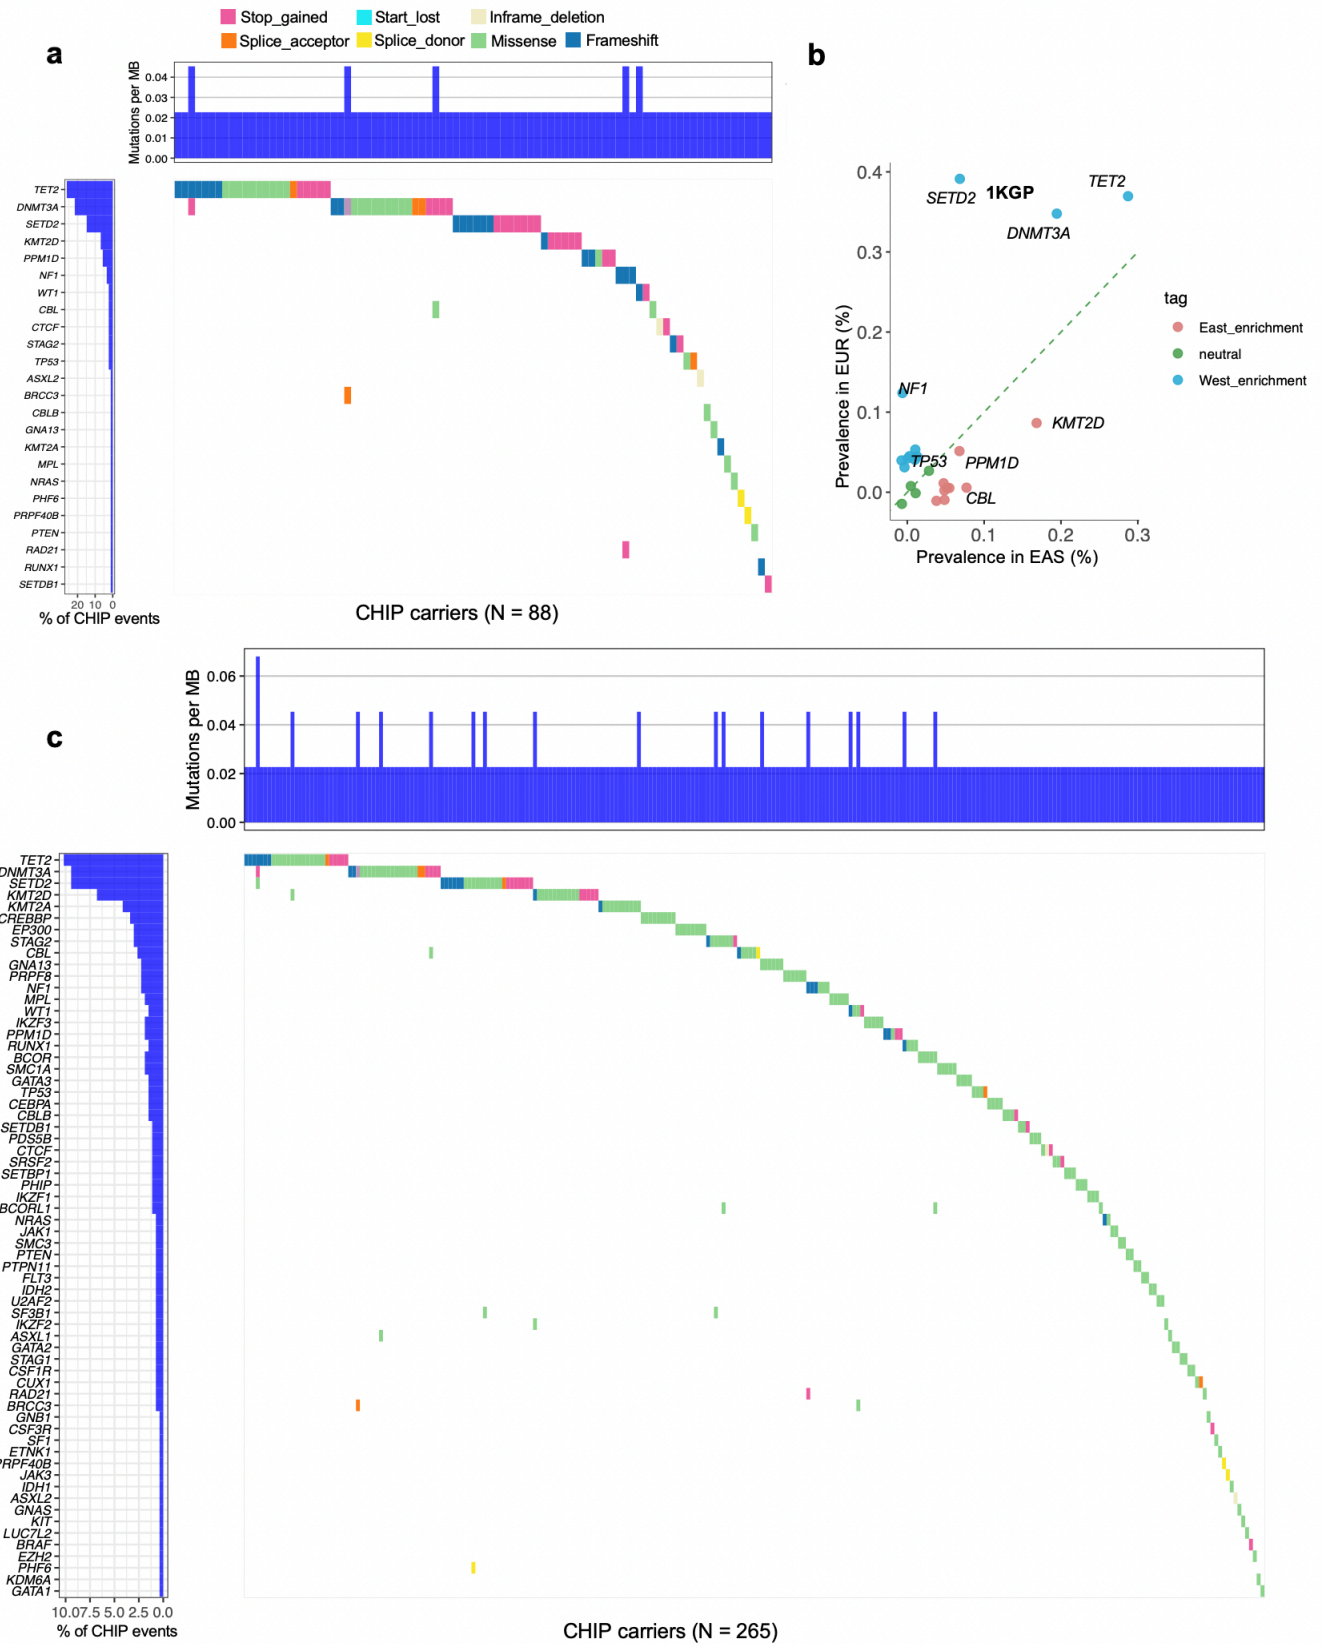 Stop_gained Start_lost Inframe_deletion
Splice_acceptor Splice_donor Missense Frameshift
a
Mutations per MB
0.04
0.03
0.02
0.01
0.00
TET2
DNMT3A
SETD2
KMT2D
PPM1D
NF1
WT1
CBL
CTCF
STAG2
TP53
ASXL2
BRCC3
CBLB
GNA13
KMT2A
MPL
NRAS
PHF6
PRPF40B
PTEN
RAD21
RUNX1
SETDB1
20 10 0
% of CHIP events
CHIP carriers (N = 88)
b
Prevalence in EUR (%)
0.4
0.3
0.2
0.1
0.0
SETD2
1KGP
TET2
DNMT3A
NF1
KMT2D
TP53
PPM1D
CBL
0.0 0.1 0.2 0.3
Prevalence in EAS (%)
tag
East_enrichment
neutral
West_enrichment
c
Mutations per MB
0.06
0.04
0.02
0.00
TET2
DNMT3A
SETD2
KMT2D
KMT2A
CREBBP
EP300
STAG2
CBL
GNA13
PRPF8
NF1
MPL
WT1
IKZF3
PPM1D
RUNX1
BCOR
SMC1A
GATA3
TP53
CEBPA
CBLB
SETDB1
PDS5B
CTCF
SRSF2
SETBP1
PHIP
IKZF1
BCORL1
NRAS
JAK1
SMC3
PTEN
PTPN11
FLT3
IDH2
U2AF2
SF3B1
IKZF2
ASXL1
GATA2
STAG1
CSF1R
CUX1
RAD21
BRCC3
GNB1
CSF3R
SF1
ETNK1
PRPF40B
JAK3
IDH1
ASXL2
GNAS
KIT
LUC7L2
BRAF
EZH2
PHF6
KDM6A
GATA1
10.07.5 5.0 2.5 0.0
% of CHIP events
CHIP carriers (N = 265)